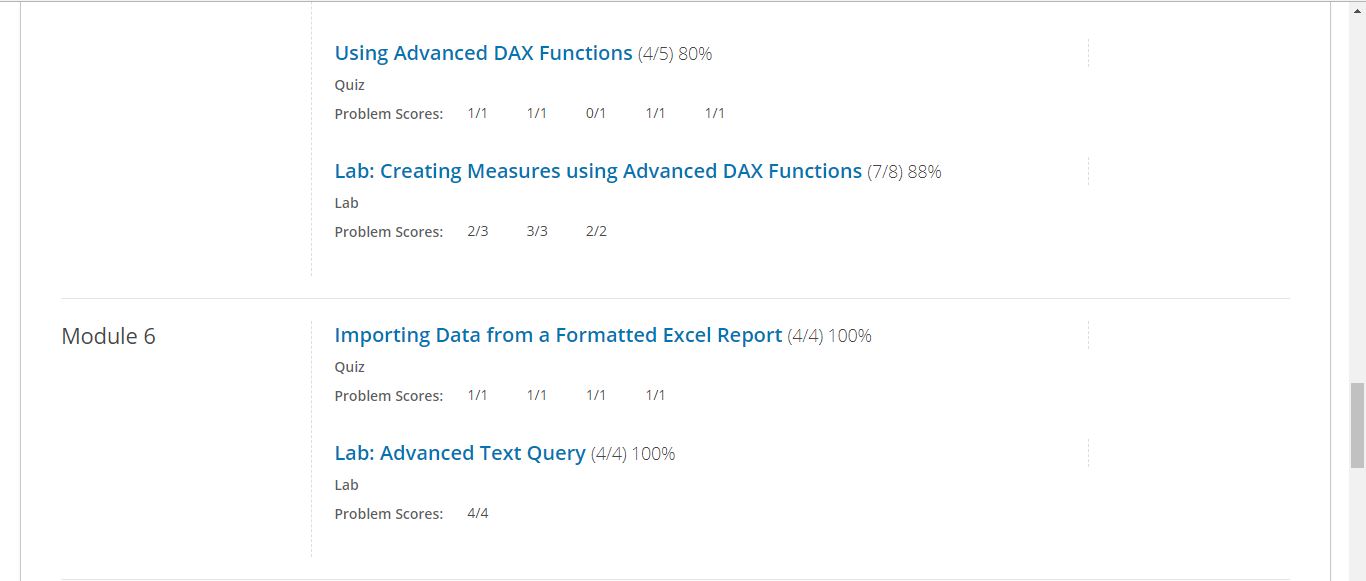 Using Advanced DAX Functions (4/5) 80%
Quiz
Problem Scores: 1/1 1/1 0/1 1/1 1/1
Lab: Creating Measures using Advanced DAX Functions (7/8) 88%
Lab
Problem Scores: 2/3 3/3 2/2
Module 6
Importing Data from a Formatted Excel Report (4/4) 100%
Quiz
Problem Scores: 1/1 1/1 1/1 1/1
Lab: Advanced Text Query (4/4) 100%
Lab
Problem Scores: 4/4